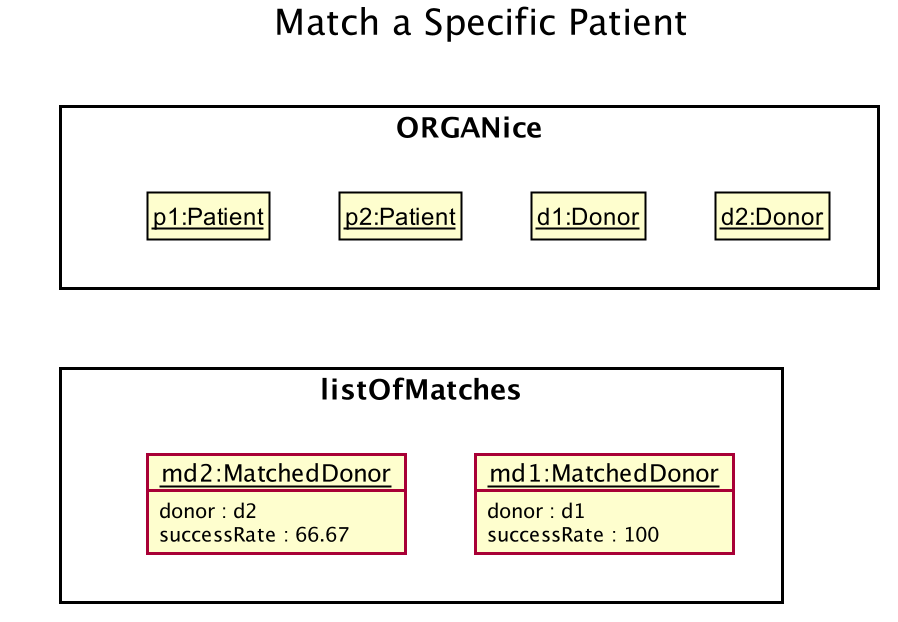 Match a Specific Patient
ORGANice
p1:Patient
p2:Patient
d1:Donor
d2:Donor
listOfMatches
md2:MatchedDonor
donor : d2
successRate : 66.67
md1:MatchedDonor
donor : d1
successRate : 100